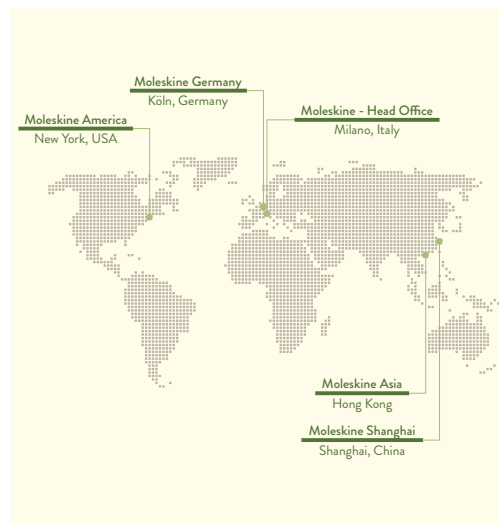 Moleskine Germany
Köln, Germany
Moleskine - Head Office
Milano, Italy
Moleskine America
New York, USA
Moleskine Asia
Hong Kong
Moleskine Shanghai
Shanghai, China